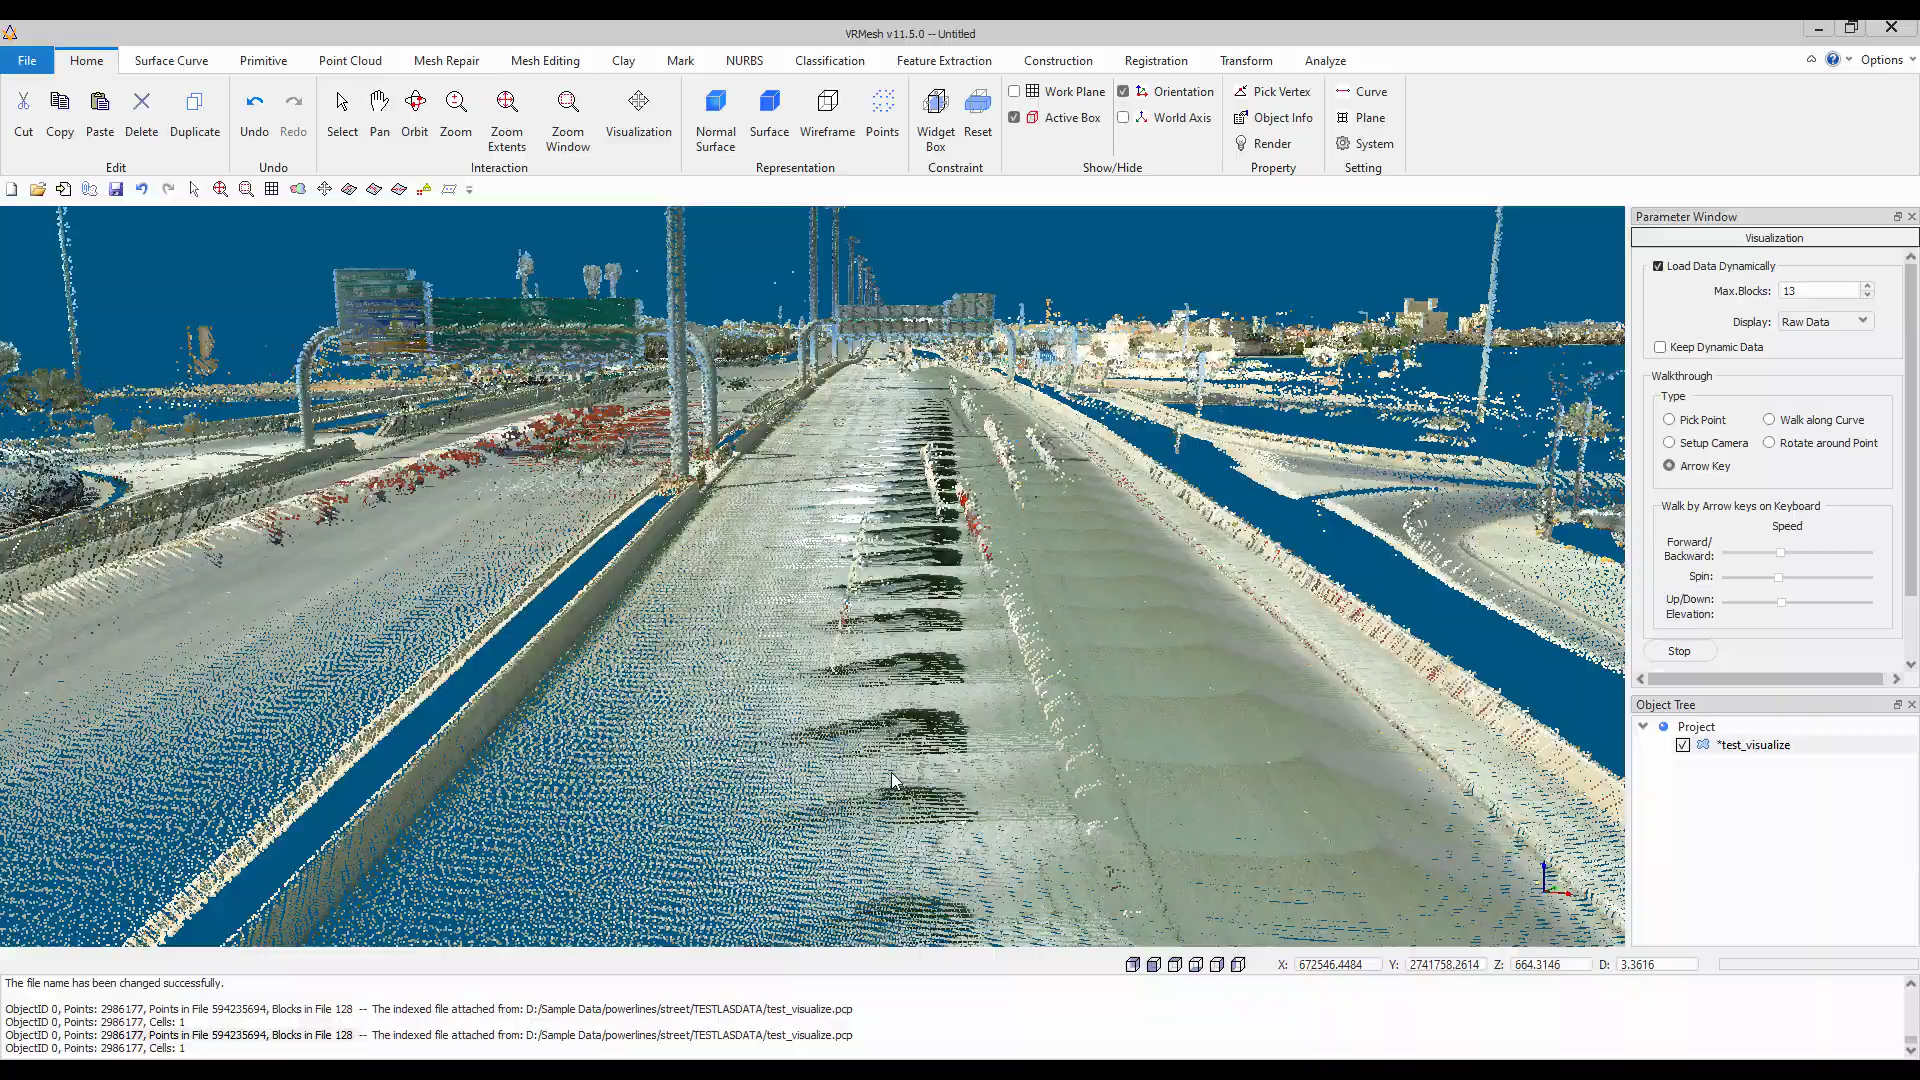 VRMesh v11.5.0 -- Untitled
File Home Surface Curve Primitive Point Cloud Mesh Repair Mesh Editing Clay Mark NURBS Classification Feature Extraction Construction Registration Transform Analyze Options
Cut Copy Paste Delete Duplicate Undo Redo Select Pan Orbit Zoom Zoom Extents Zoom Window Visualization Normal Surface Surface Wireframe Points Widget Box Reset
Work Plane Orientation Pick Vertex Curve
Active Box World Axis Object Info Plane
Render System
Edit Undo Interaction Representation Constraint Show/Hide Property Setting
Parameter Window
Visualization
Load Data Dynamically
Max.Blocks: 13
Display: Raw Data
Keep Dynamic Data
Walkthrough
Type
Pick Point Walk along Curve
Setup Camera Rotate around Point
Arrow Key
Walk by Arrow keys on Keyboard
Speed
Forward/
Backward:
Spin:
Up/Down
Elevation:
Stop
Object Tree
Project
*test_visualize
X: 672546.4484 Y: 2741758.2614 Z: 664.3146 D: 3.3616
The file name has been changed successfully.
ObjectID 0, Points: 2986177, Points in File 594235694, Blocks in File 128 -- The indexed file attached from: D:/Sample Data/powerlines/street/TESTLASDATA/test_visualize.pcp
ObjectID 0, Points: 2986177, Cells: 1
ObjectID 0, Points: 2986177, Points in File 594235694, Blocks in File 128 -- The indexed file attached from: D:/Sample Data/powerlines/street/TESTLASDATA/test_visualize.pcp
ObjectID 0, Points: 2986177, Cells: 1